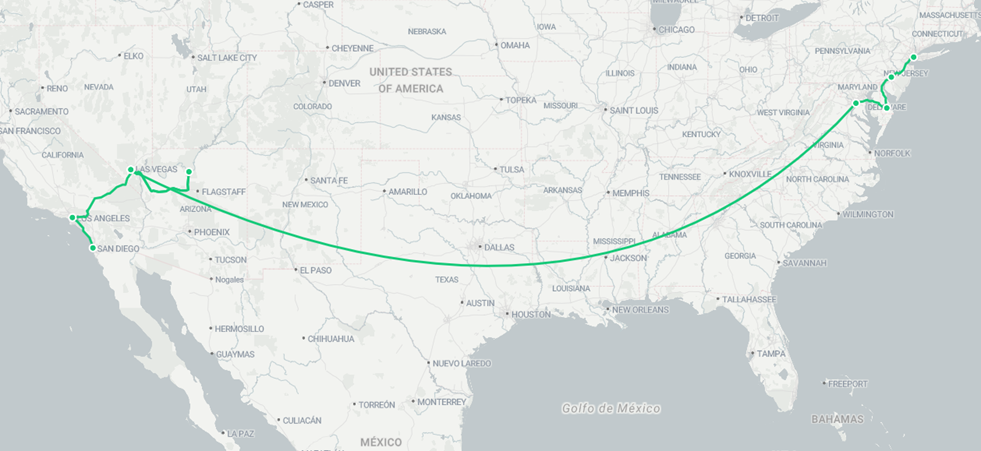 CASPER
MILWAUKEE
DETROIT
MASSACHUSETTS
CONNECTICUT
NEBRASKA
IOWA
CHICAGO
CHEYENNE
OMAHA
PENNSYLVANIA
ELKO
SALT LAKE CITY
UNITED STATES
OF AMERICA
ILLINOIS
INDIANA
OHIO
NEW JERSEY
RENO
NEVADA
UTAH
DENVER
MARYLAND
SACRAMENTO
COLORADO
TOPEKA
MISSOURI
SAINT LOUIS
WEST VIRGINIA
DELAWARE
SAN FRANCISCO
KANSAS
KENTUCKY
VIRGINIA
CALIFORNIA
NORFOLK
LAS VEGAS
TULSA
TENNESSEE
KNOXVILLE
SANTA FE
NORTH CAROLINA
FLAGSTAFF
AMARILLO
OKLAHOMA
ARKANSAS
MEMPHIS
NEW MEXICO
ARIZONA
LOS ANGELES
WILMINGTON
PHOENIX
SOUTH CAROLINA
SAN DIEGO
DALLAS
MISSISSIPPI
ALABAMA
TUCSON
JACKSON
GEORGIA
SAVANNAH
EL PASO
Nogales
TEXAS
LOUISIANA
AUSTIN
TALLAHASSEE
HOUSTON
NEW ORLEANS
HERMOSILLO
CHIHUAHUA
GUAYMAS
TAMPA
NUEVO LAREDO
FREEPORT
TORREÓN
MONTERREY
Golfo de México
BAHAMAS
CULIACÁN
LA PAZ
MÉXICO